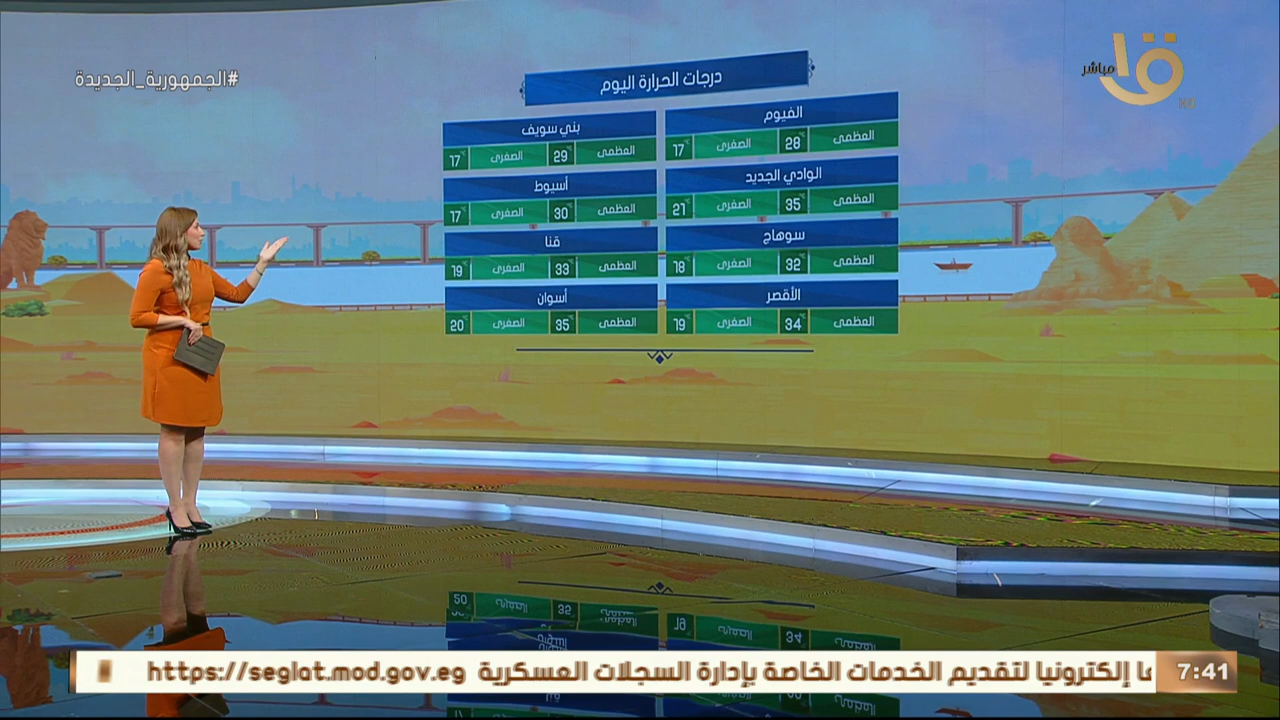 #الجمهورية_الجديدة
مباشر
HD
درجات الحرارة اليوم
الفيوم
العظمى 28 الصغرى 17
بني سويف
العظمى 29 الصغرى 17
الوادي الجديد
العظمى 35 الصغرى 21
أسيوط
العظمى 30 الصغرى 17
سوهاج
العظمى 32 الصغرى 18
قنا
العظمى 33 الصغرى 19
الأقصر
العظمى 34 الصغرى 19
أسوان
العظمى 35 الصغرى 20
7:41
إلكترونيا لتقديم الخدمات الخاصة بإدارة السجلات العسكرية https://seglat.mod.gov.eg